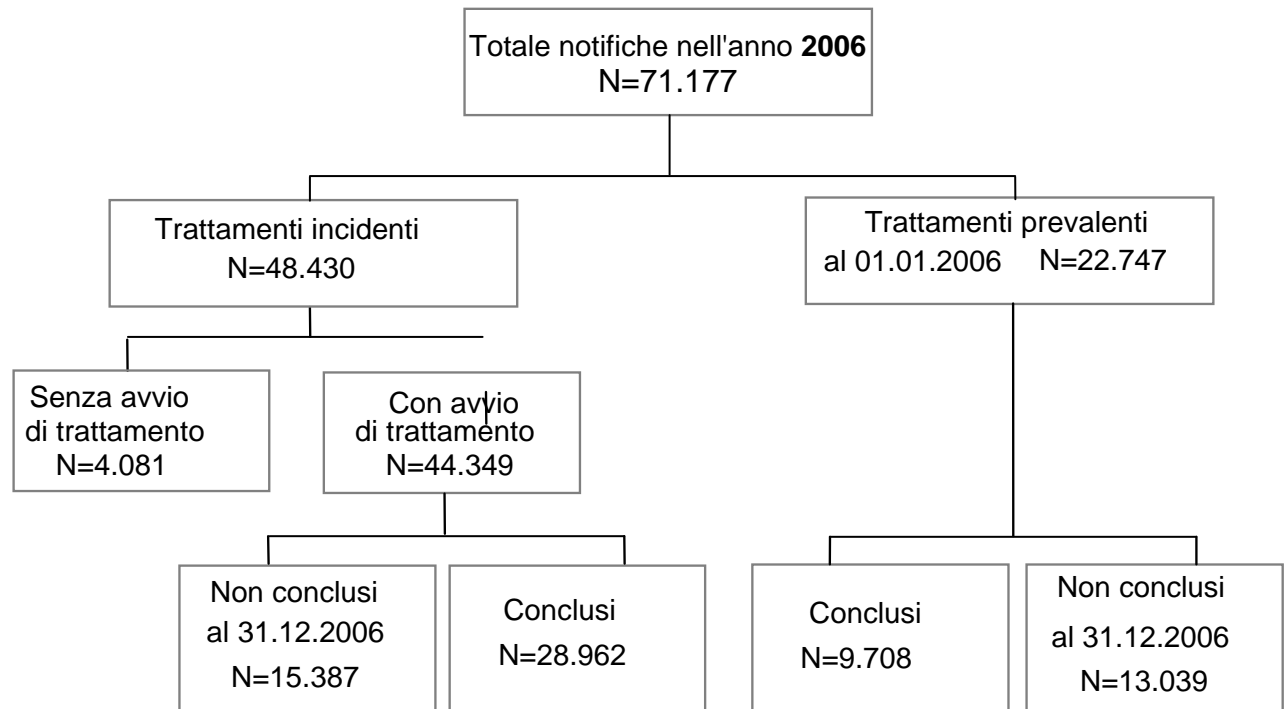 Totale notifiche nell'anno 2006
N=71.177
Trattamenti incidenti
N=48.430
Trattamenti prevalenti
al 01.01.2006 N=22.747
Senza avvio
di trattamento
N=4.081
Con avvio
di trattamento
N=44.349
Non conclusi
al 31.12.2006
N=15.387
Conclusi
N=28.962
Conclusi
N=9.708
Non conclusi
al 31.12.2006
N=13.039